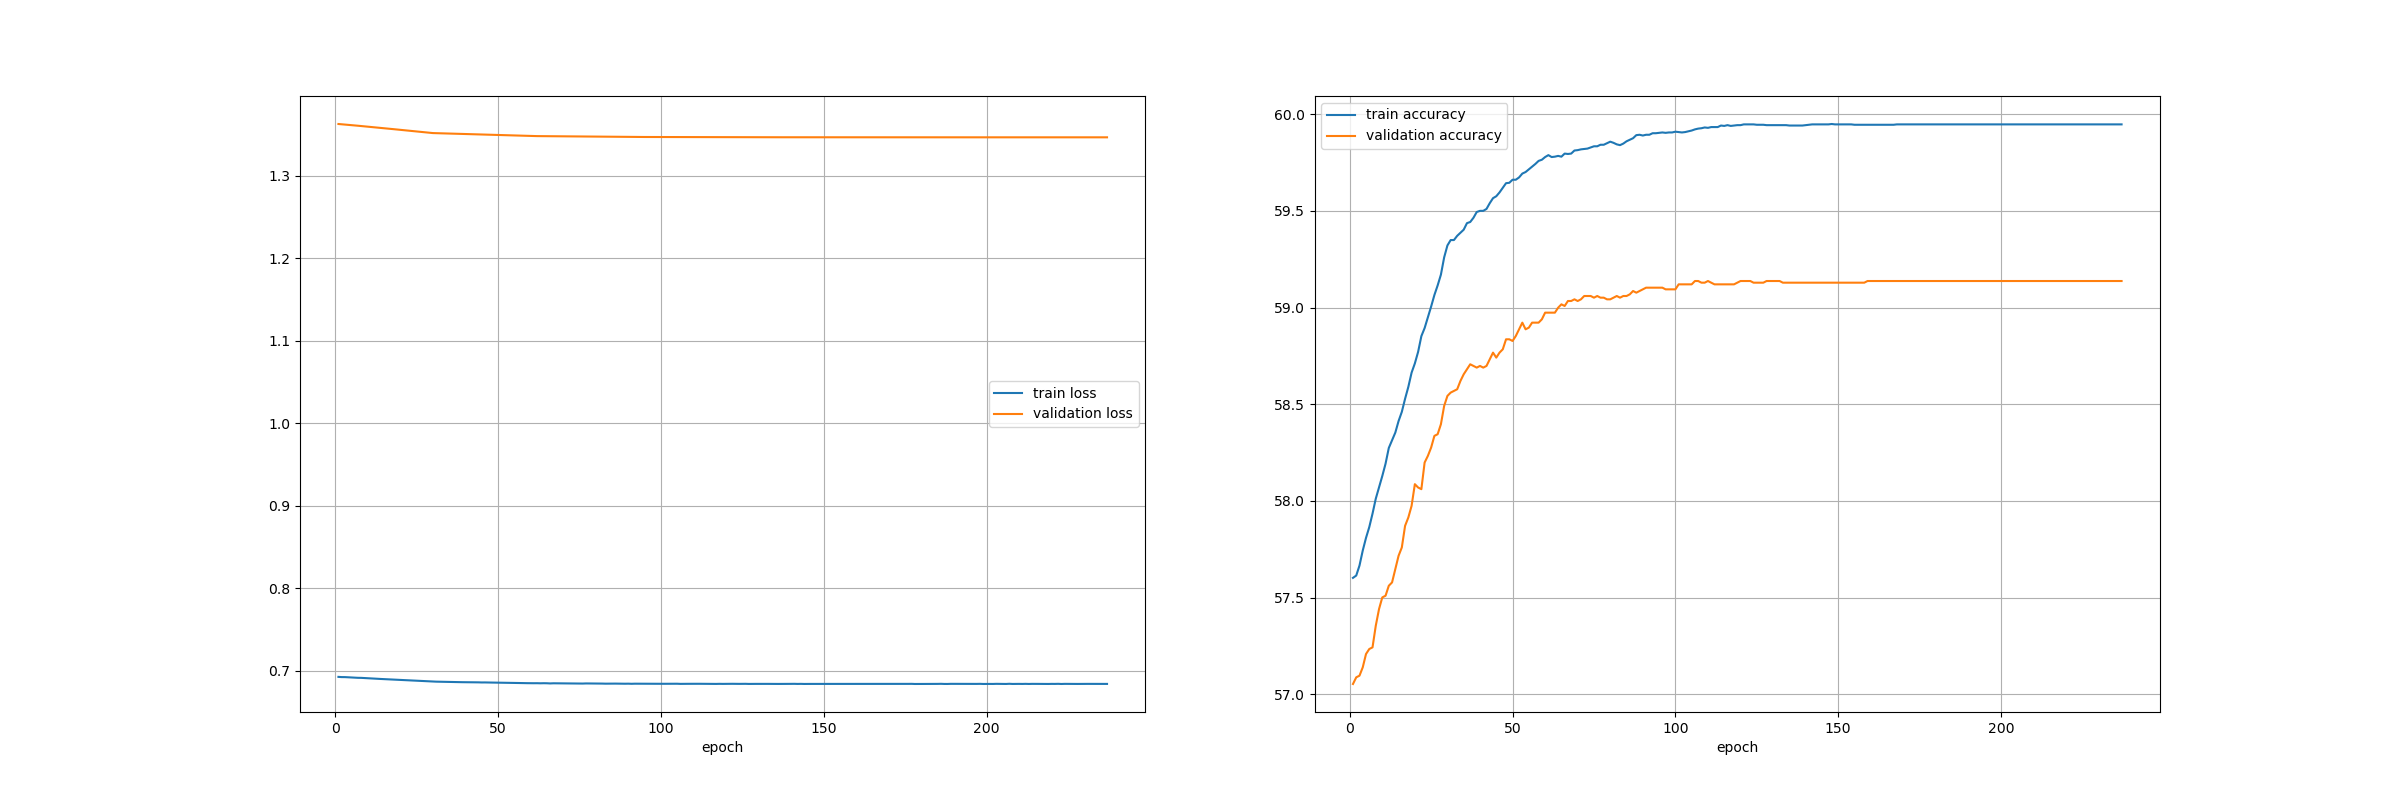 1.3
1.2
1.1
1.0
0.9
0.8
0.7
0 50 100 150 200
epoch
train loss
validation loss
60.0
59.5
59.0
58.5
58.0
57.5
57.0
0 50 100 150 200
epoch
train accuracy
validation accuracy